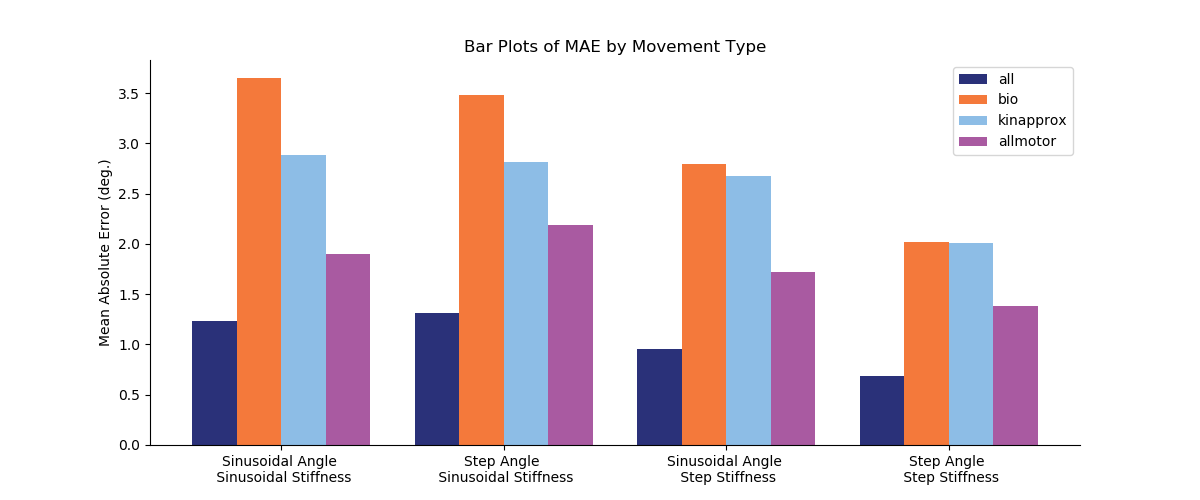 Bar Plots of MAE by Movement Type
Mean Absolute Error (deg.)
3.5
3.0
2.5
2.0
1.5
1.0
0.5
0.0
all
bio
kinapprox
allmotor
Sinusoidal Angle
Sinusoidal Stiffness
Step Angle
Sinusoidal Stiffness
Sinusoidal Angle
Step Stiffness
Step Angle
Step Stiffness